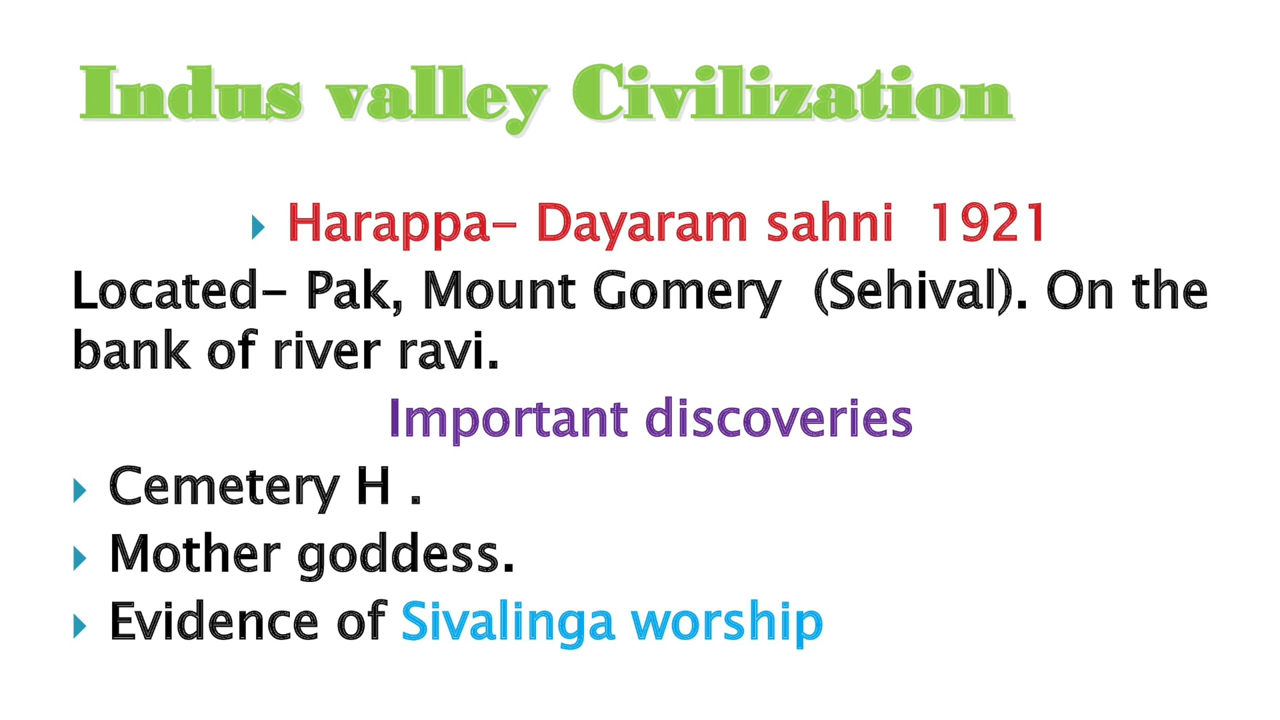 Indus valley Civilization
Harappa- Dayaram sahni 1921
Located- Pak, Mount Gomery (Sehival). On the
bank of river ravi.
Important discoveries
Cemetery H .
Mother goddess.
Evidence of Sivalinga worship